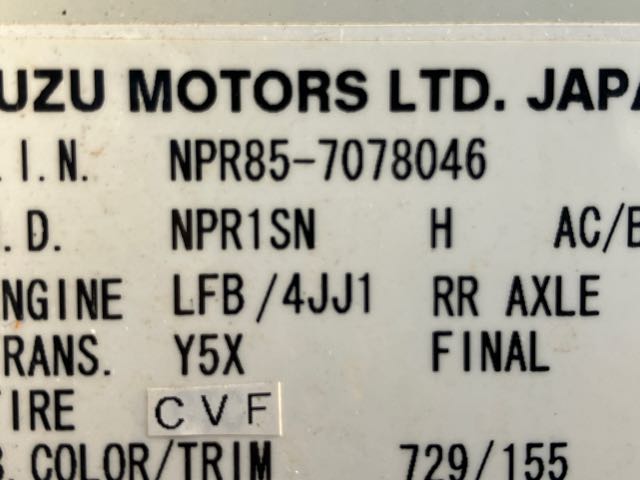 UZU MOTORS LTD. JAPA
.I.N. NPR85-7078046
.D. NPR1SN H AC/B
NGINE LFB/4JJ1 RR AXLE
RANS. Y5X FINAL
IRE CVF
B.COLOR/TRIM 729/155